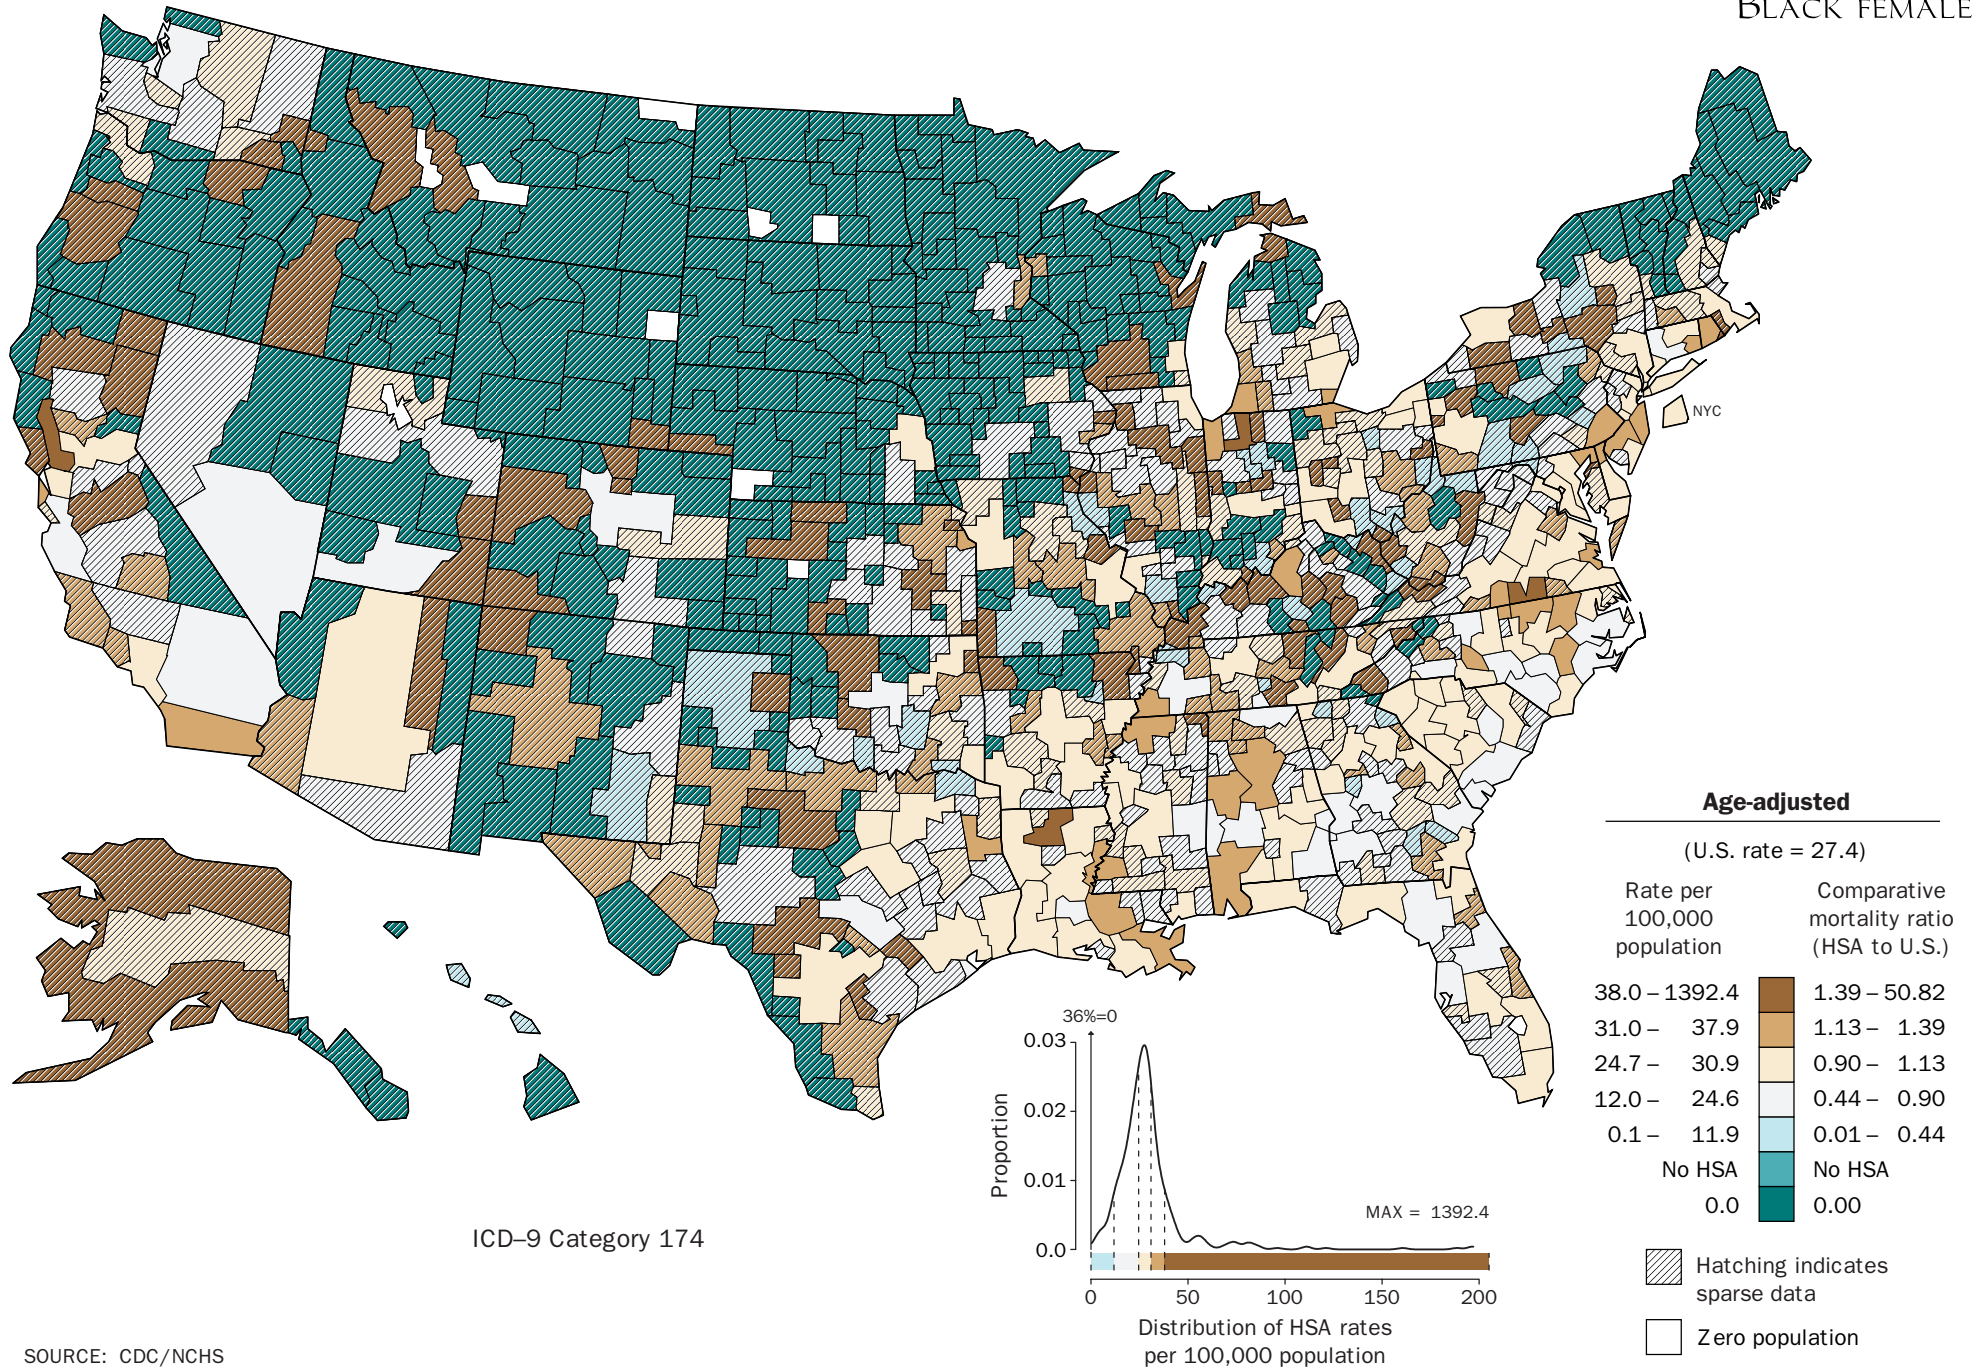 BLACK FEMALE
NYC
Age-adjusted
(U.S. rate = 27.4)
Rate per
100,000
population
Comparative
mortality ratio
(HSA to U.S.)
38.0 – 1392.4 1.39 – 50.82
31.0 – 37.9 1.13 – 1.39
24.7 – 30.9 0.90 – 1.13
12.0 – 24.6 0.44 – 0.90
0.1 – 11.9 0.01 – 0.44
No HSA No HSA
0.0 0.00
Hatching indicates
sparse data
Zero population
36%=0
0.03
0.02
0.01
0.0
Proportion
MAX = 1392.4
0 50 100 150 200
Distribution of HSA rates
per 100,000 population
ICD–9 Category 174
SOURCE: CDC/NCHS